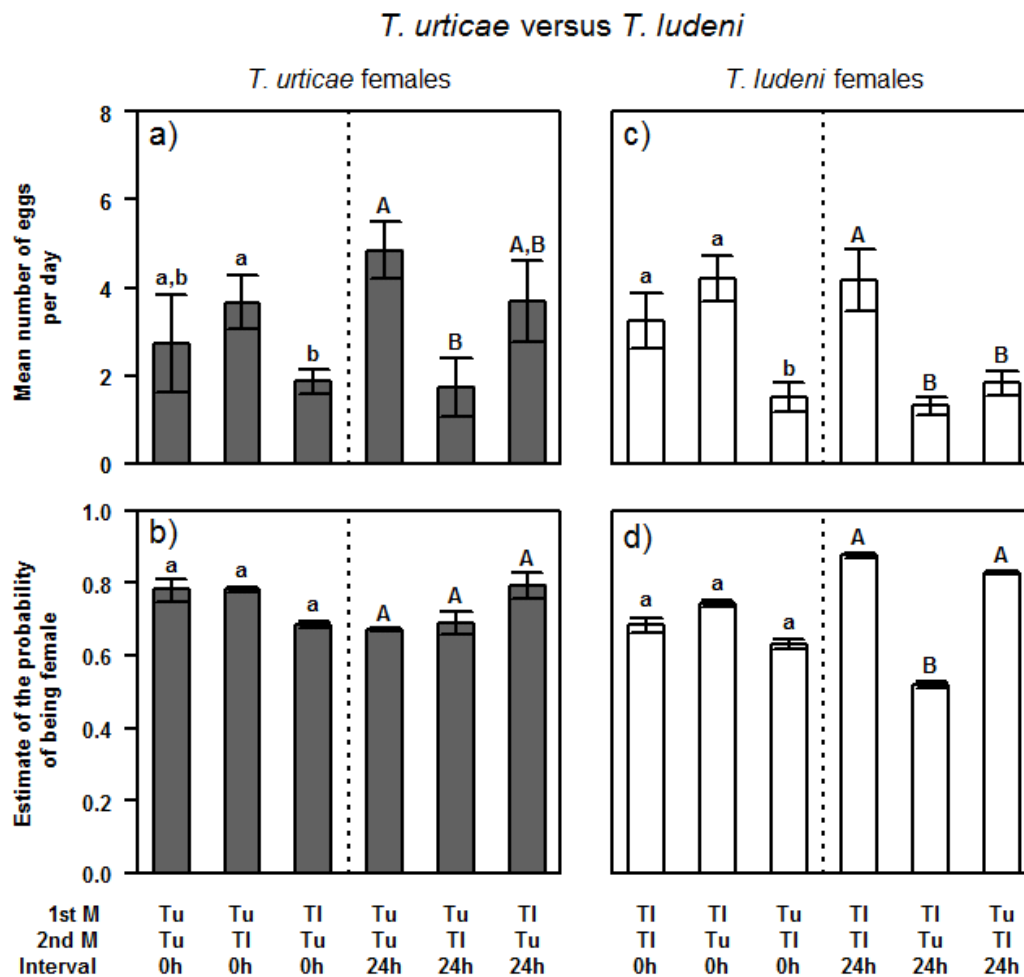 T. urticae versus T. ludeni
T. urticae females
T. ludeni females
Mean number of eggs
per day
8
6
4
2
0
a)
a,b
a
b
A
B
A,B
c)
a
a
b
A
B
B
Estimate of the probability
of being female
1.0
0.8
0.6
0.4
0.2
0.0
b)
a
a
a
A
A
A
d)
a
a
a
A
B
A
1st M Tu Tu Tl Tu Tu Tl Tl Tl Tu Tl Tl Tu
2nd M Tu Tl Tu Tu Tl Tu Tl Tu Tl Tl Tu Tl
Interval 0h 0h 0h 24h 24h 24h 0h 0h 0h 24h 24h 24h